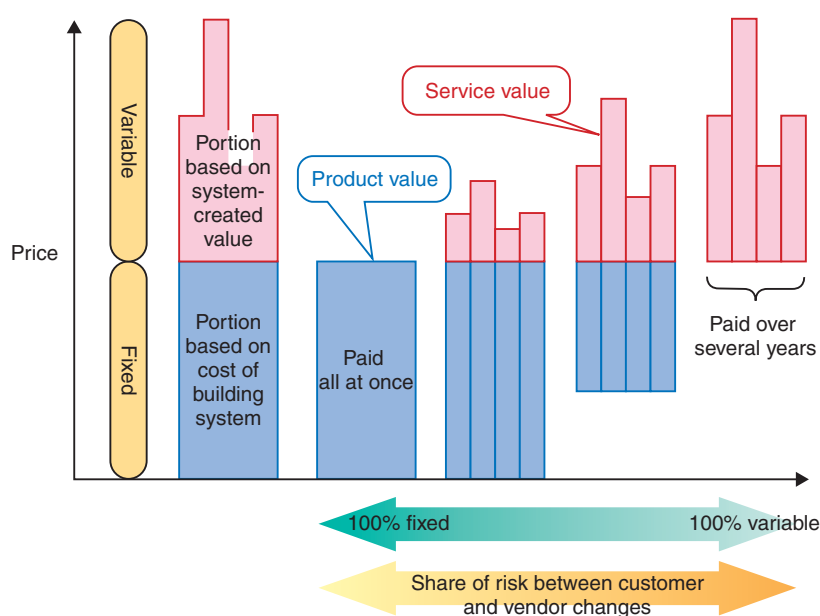 Price
Variable
Fixed
Portion
based on
system-
created
value
Portion
based on
cost of
building
system
Product value
Paid
all at once
Service value
Paid over
several years
100% fixed
100% variable
Share of risk between customer
and vendor changes